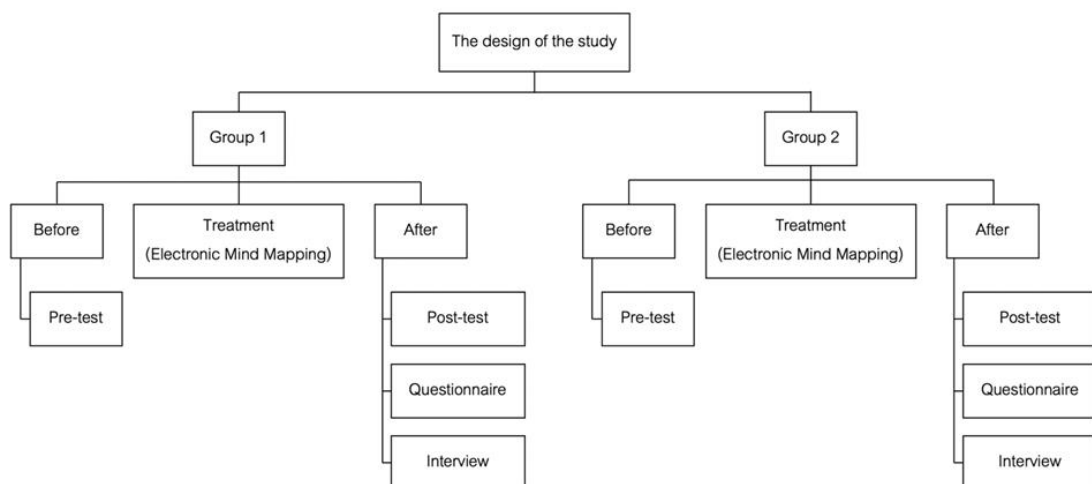 The design of the study
Group 1
Group 2
Before
Treatment
(Electronic Mind Mapping)
After
Before
Treatment
(Electronic Mind Mapping)
After
Pre-test
Post-test
Pre-test
Post-test
Questionnaire
Questionnaire
Interview
Interview